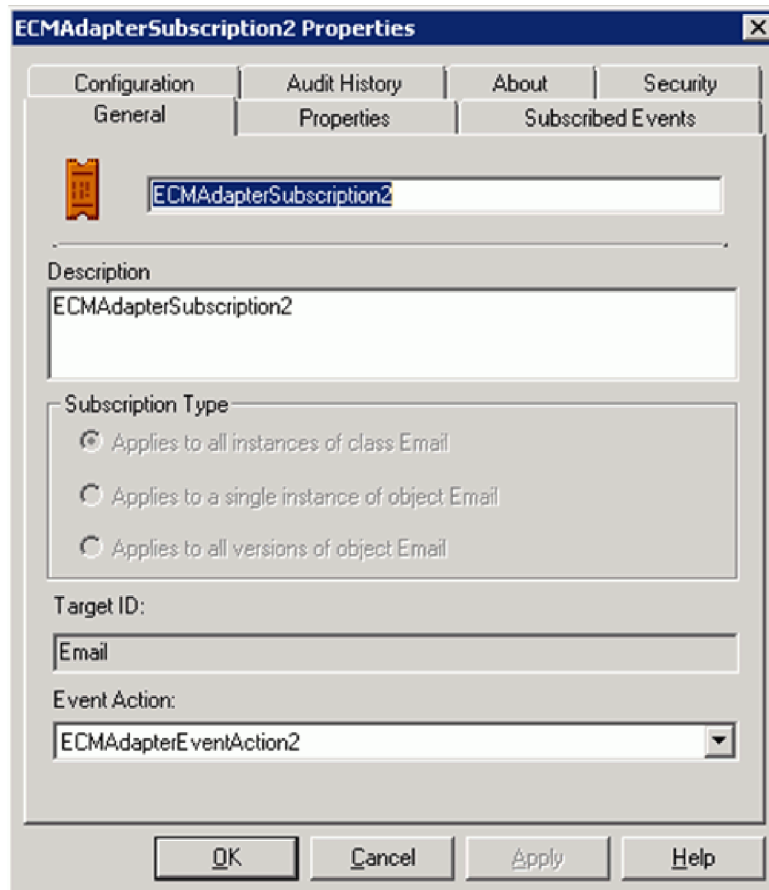 ECMAdapterSubscription2 Properties
Configuration Audit History About Security
General Properties Subscribed Events
ECMAdapterSubscription2
Description
ECMAdapterSubscription2
Subscription Type
Applies to all instances of class Email
Applies to a single instance of object Email
Applies to all versions of object Email
Target ID:
Email
Event Action:
ECMAdapterEventAction2
OK Cancel Apply Help